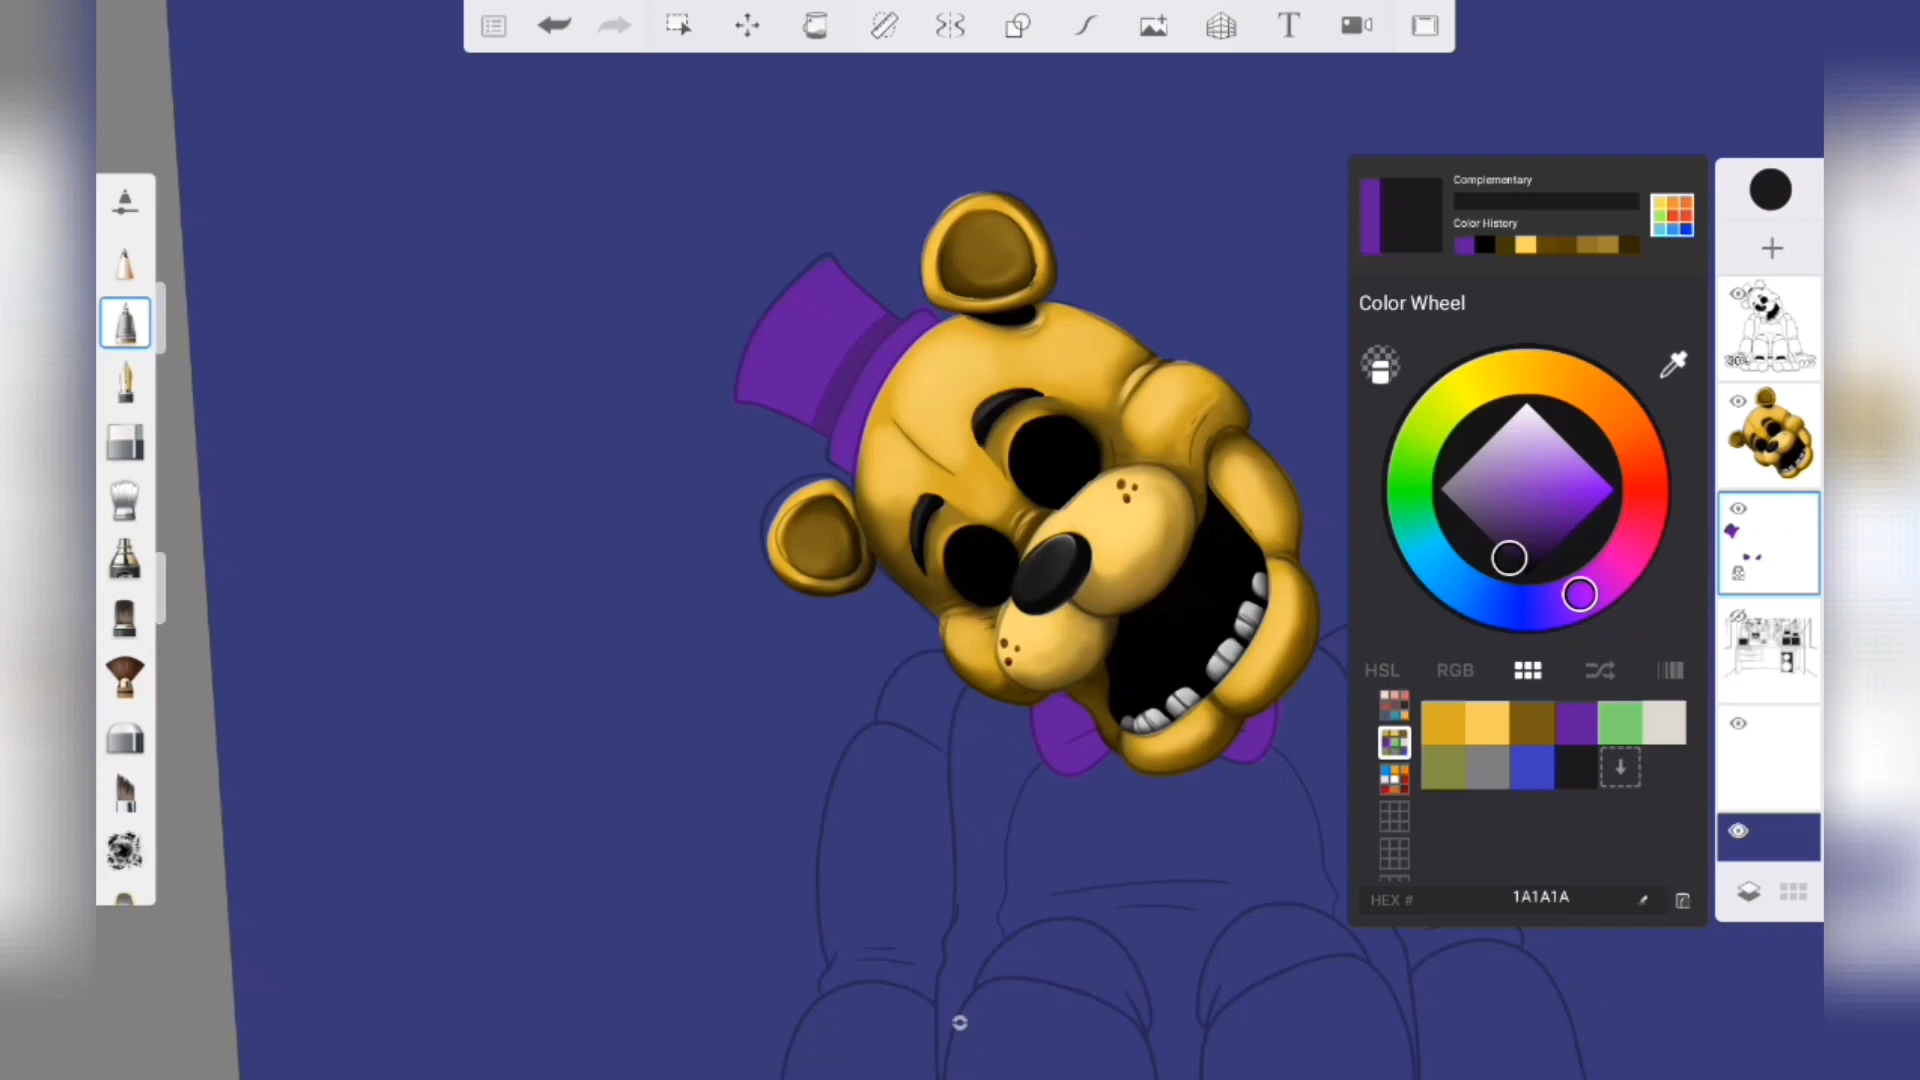 T
Complementary
Color History
Color Wheel
HSL
RGB
HEX #
1A1A1A